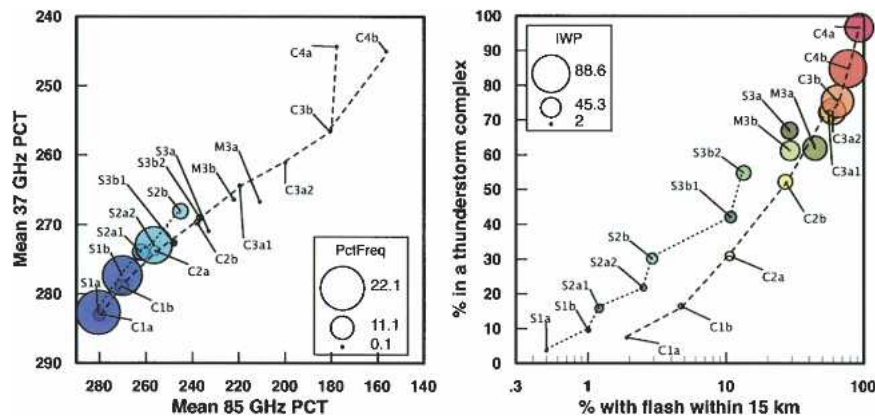 240
250
260
270
280
290
Mean 37 GHz PCT
280 260 240 220 200 180 160 140
Mean 85 GHz PCT
C4a
C4b
C3b
S3a
S3b2
S3b1
S2b
S2a2
S2a1
S1b
S1a
M3a
M3b
C3a2
C3a1
C2b
C2a
C1b
C1a
PctFreq
22.1
11.1
0.1
100
90
80
70
60
50
40
30
20
10
0
% in a thunderstorm complex
.3 1 10 100
% with flash within 15 km
IWP
88.6
45.3
2
C4a
C4b
C3b
M3a
S3a
M3b
S3b2
S3b1
C3a2
C3a1
C2b
S2b
S2a2
C2a
S2a1
S1b
S1a
C1b
C1a